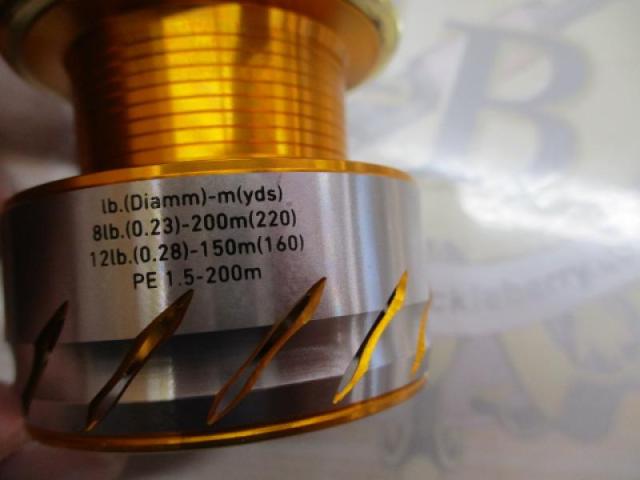 lb.(Diamm)-m(yds)
8lb.(0.23)-200m(220)
12lb.(0.28)-150m(160)
PE 1.5-200m
B